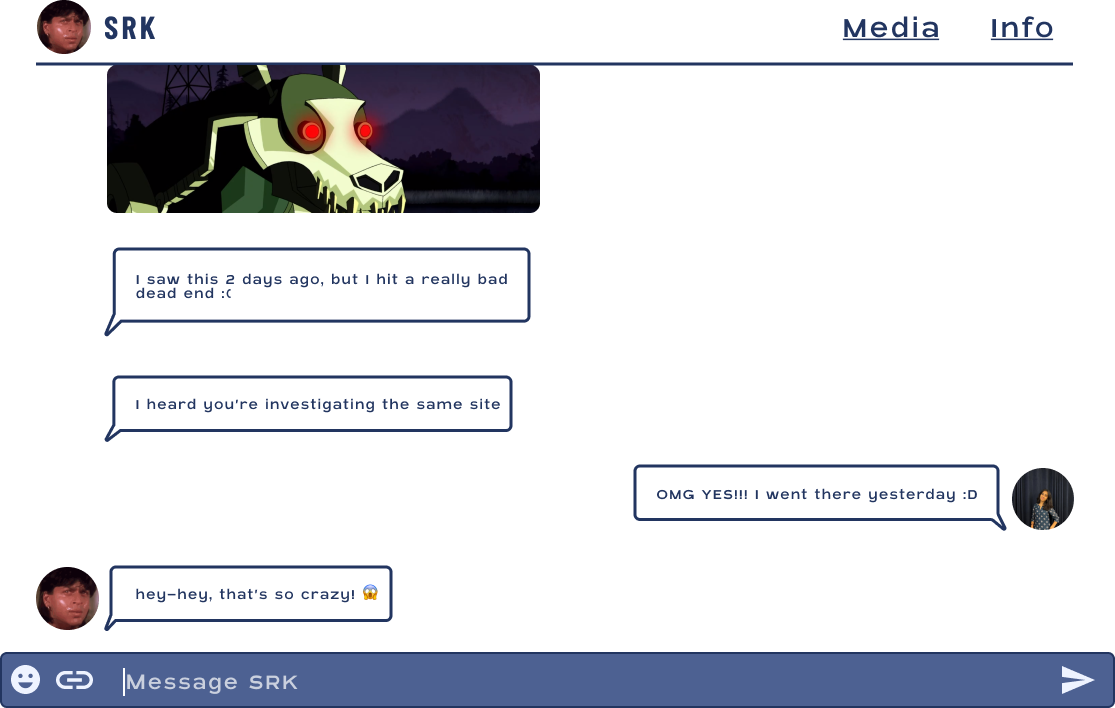 SRK
Media
Info
I saw this 2 days ago, but I hit a really bad
dead end :(
I heard you're investigating the same site
OMG YES!!! I went there yesterday :D
hey-hey, that's so crazy! 😱
Message SRK